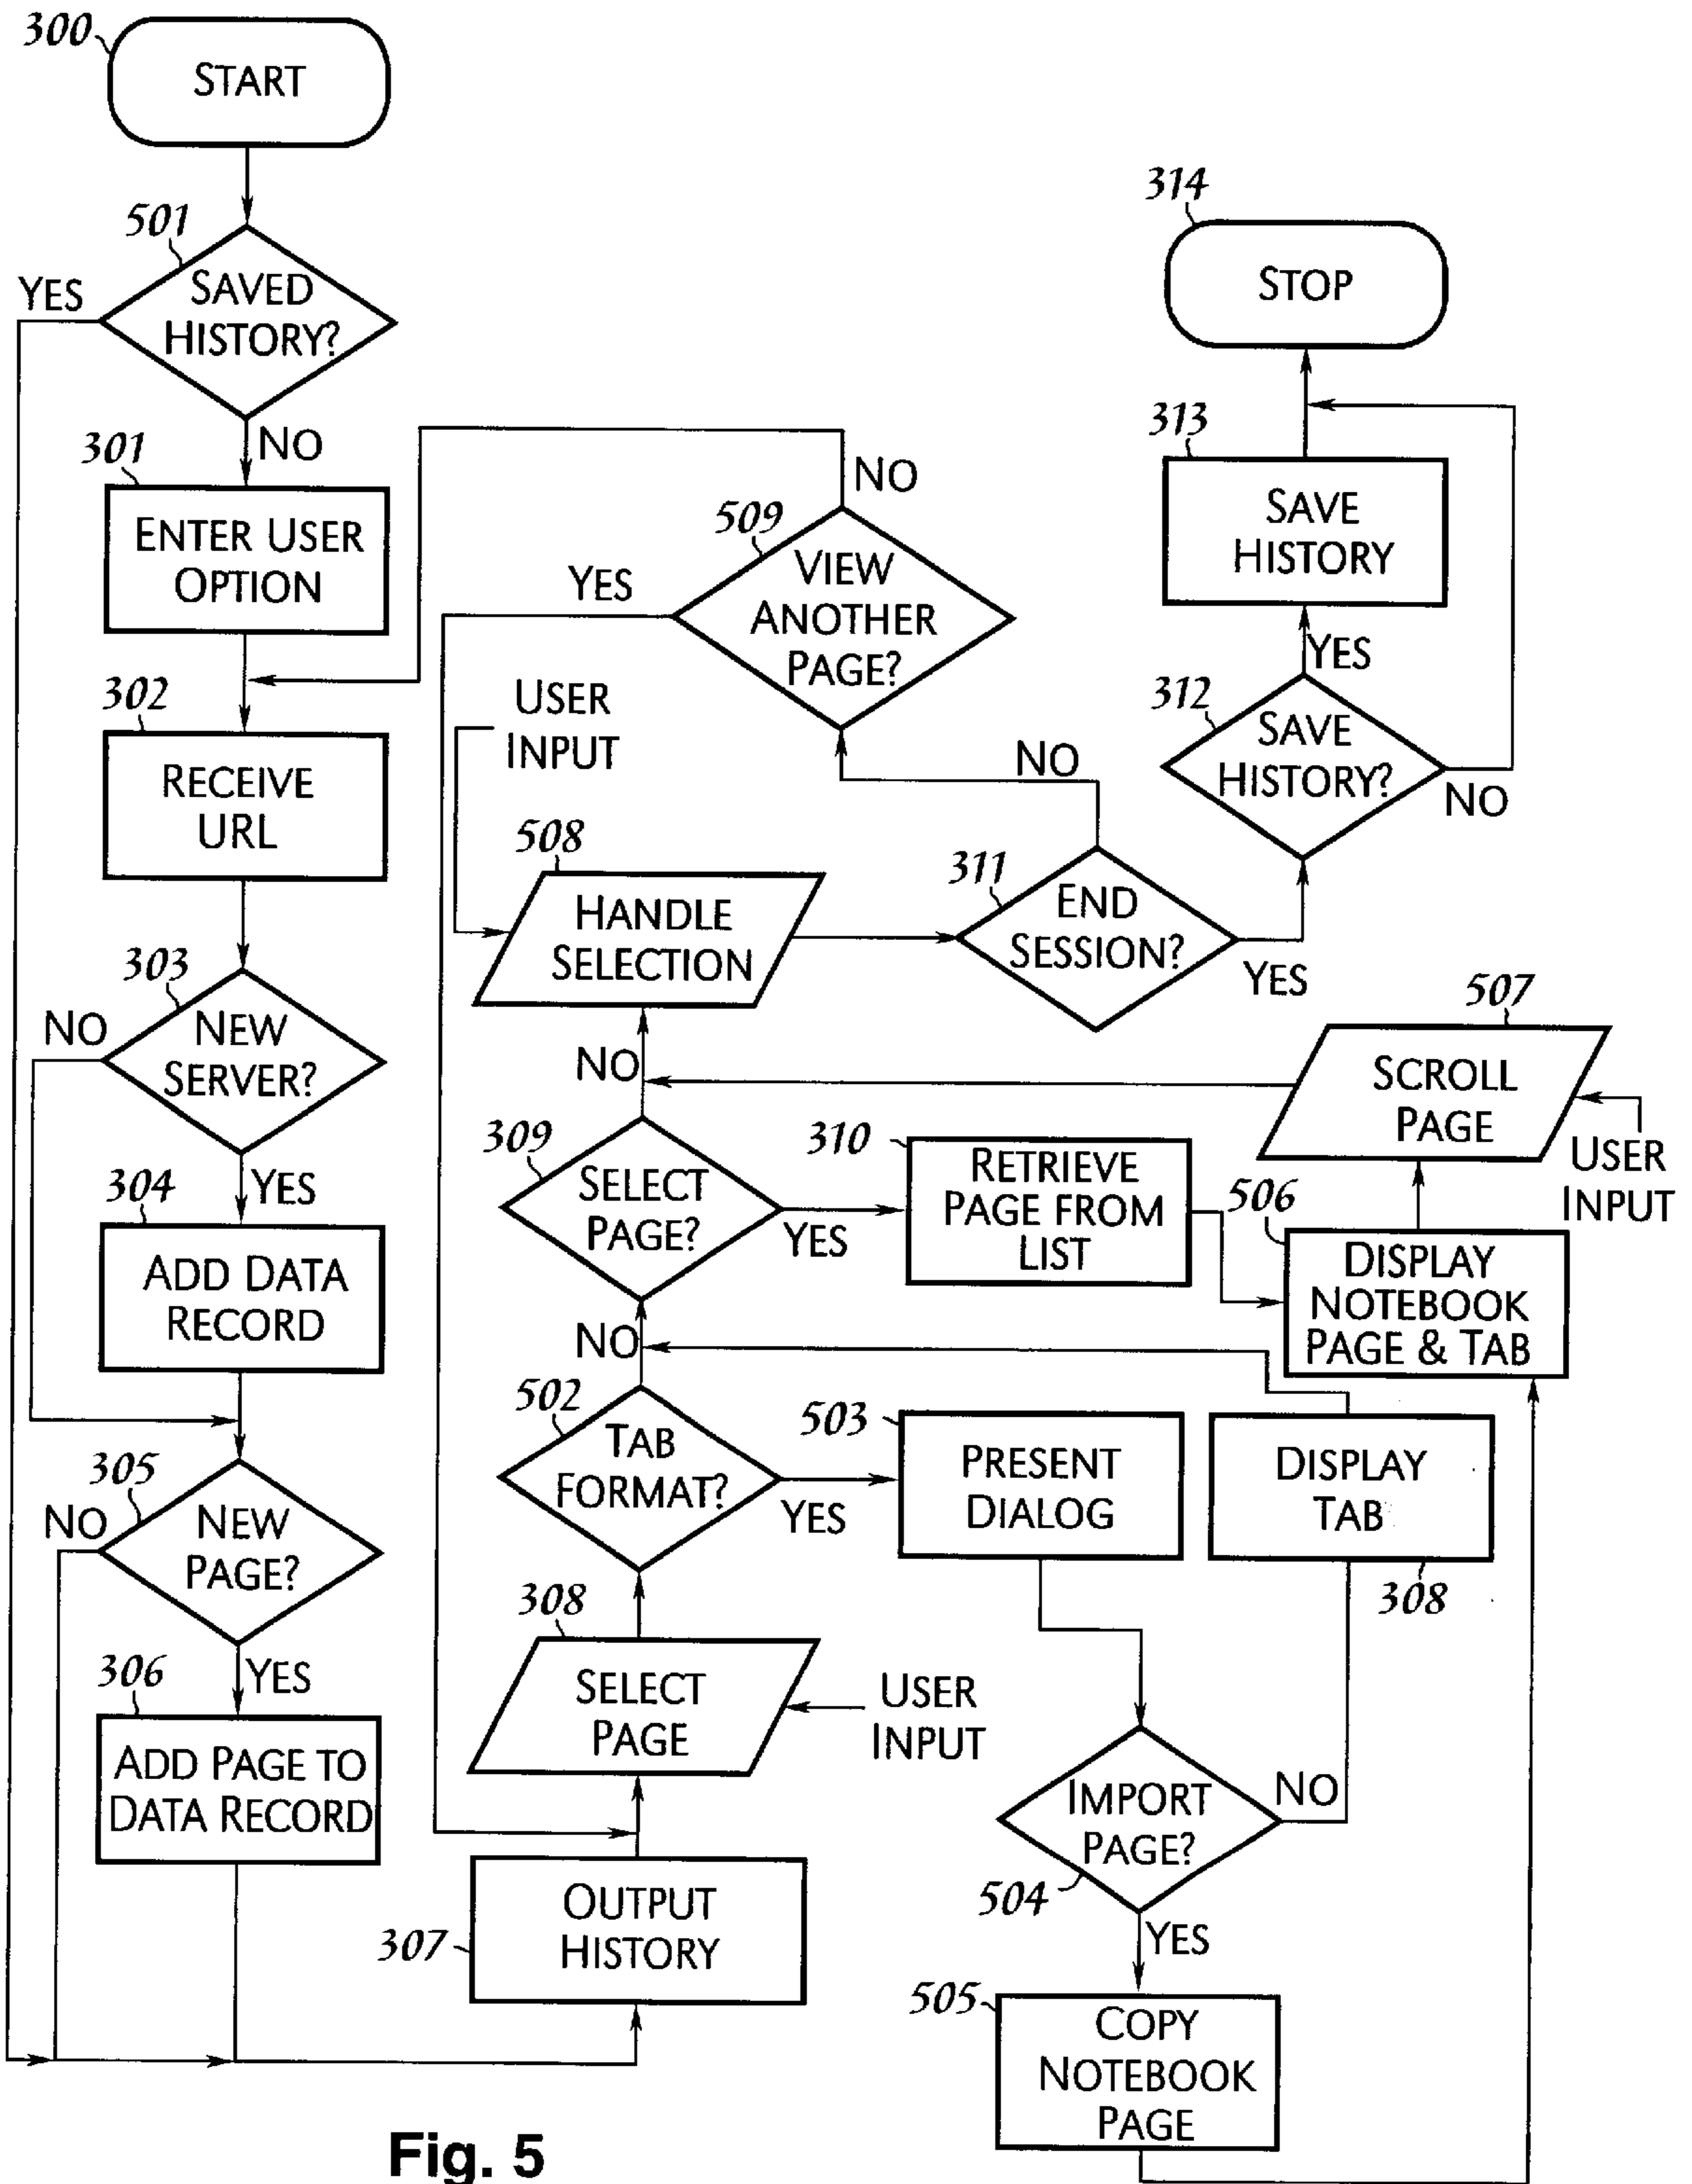 300
START
501
YES
SAVED
HISTORY?
NO
301
ENTER USER
OPTION
302
RECEIVE
URL
303
NO
NEW
SERVER?
YES
304
ADD DATA
RECORD
305
NO
NEW
PAGE?
YES
306
ADD PAGE TO
DATA RECORD
NO
509
YES
VIEW
ANOTHER
PAGE?
USER
INPUT
508
HANDLE
SELECTION
NO
309
SELECT
PAGE?
YES
NO
502
TAB
FORMAT?
YES
308
SELECT
PAGE
USER
INPUT
307
OUTPUT
HISTORY
314
STOP
313
SAVE
HISTORY
YES
312
SAVE
HISTORY?
NO
NO
311
END
SESSION?
YES
507
SCROLL
PAGE
USER
INPUT
310
RETRIEVE
PAGE FROM
LIST
506
DISPLAY
NOTEBOOK
PAGE & TAB
503
PRESENT
DIALOG
DISPLAY
TAB
308
IMPORT
PAGE?
NO
504
YES
505
COPY
NOTEBOOK
PAGE
Fig. 5